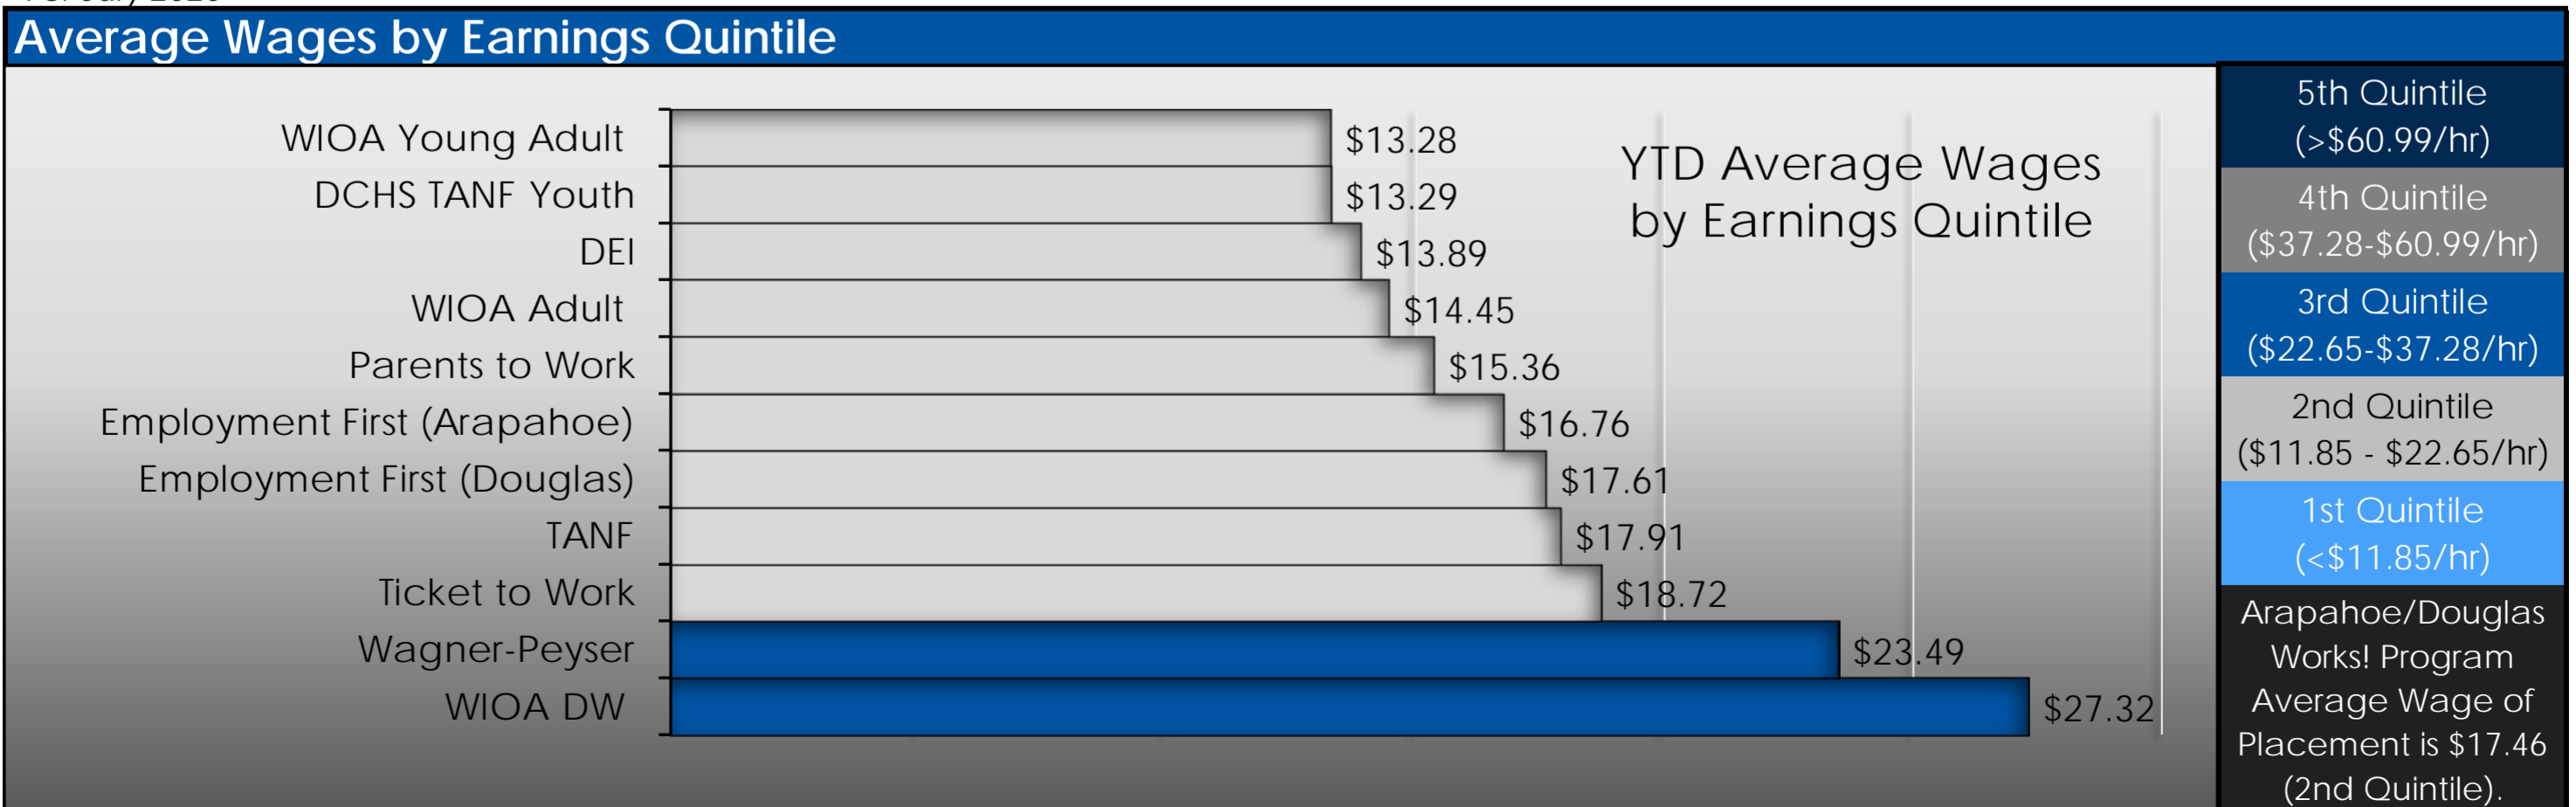 Average Wages by Earnings Quintile
YTD Average Wages
by Earnings Quintile
WIOA Young Adult $13.28
DCHS TANF Youth $13.29
DEI $13.89
WIOA Adult $14.45
Parents to Work $15.36
Employment First (Arapahoe) $16.76
Employment First (Douglas) $17.61
TANF $17.91
Ticket to Work $18.72
Wagner-Peyser $23.49
WIOA DW $27.32
5th Quintile
(>$60.99/hr)
4th Quintile
($37.28-$60.99/hr)
3rd Quintile
($22.65-$37.28/hr)
2nd Quintile
($11.85 - $22.65/hr)
1st Quintile
(<$11.85/hr)
Arapahoe/Douglas
Works! Program
Average Wage of
Placement is $17.46
(2nd Quintile).